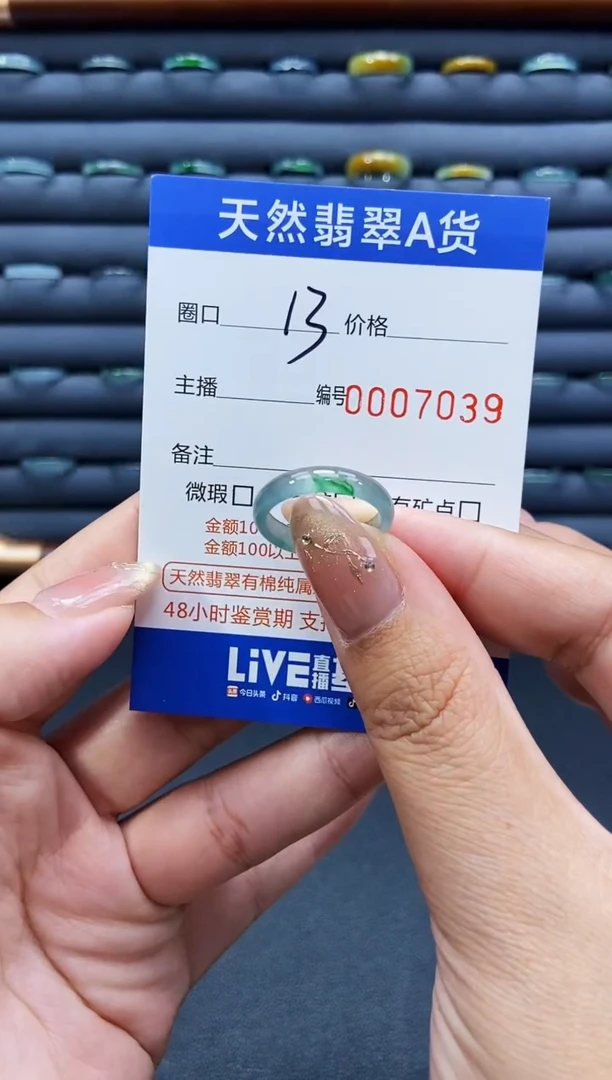 天然翡翠A货
圈口 13 价格
主播 编号0007039
备注
微瑕 有矿点
金额10
金额100以上
天然翡翠有棉纯属
48小时鉴赏期 支
LiVE直播
今日头条 抖音 西瓜视频